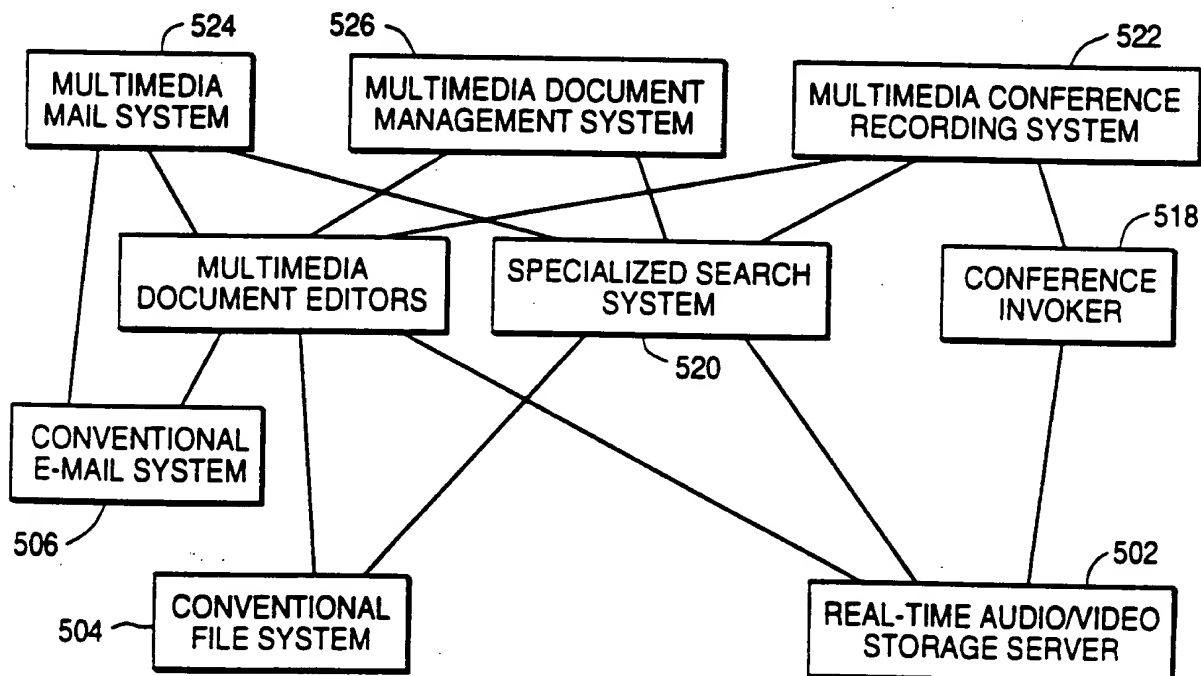 524
526
522
MULTIMEDIA
MAIL SYSTEM
MULTIMEDIA DOCUMENT
MANAGEMENT SYSTEM
MULTIMEDIA CONFERENCE
RECORDING SYSTEM
518
MULTIMEDIA
DOCUMENT EDITORS
SPECIALIZED SEARCH
SYSTEM
CONFERENCE
INVOKER
520
CONVENTIONAL
E-MAIL SYSTEM
506
502
504
CONVENTIONAL
FILE SYSTEM
REAL-TIME AUDIO/VIDEO
STORAGE SERVER